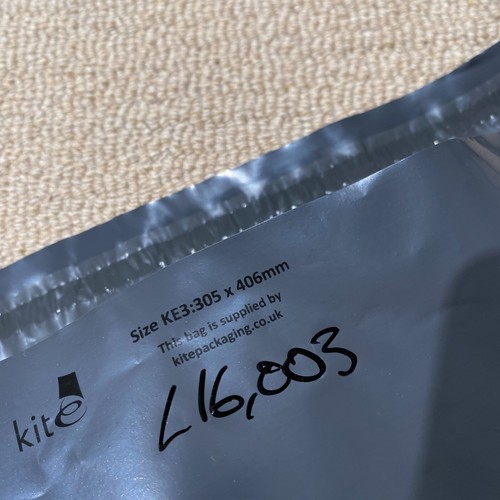 Size KE3:305 x 406mm
This bag is supplied by
kitepackaging.co.uk
kite
L16,003